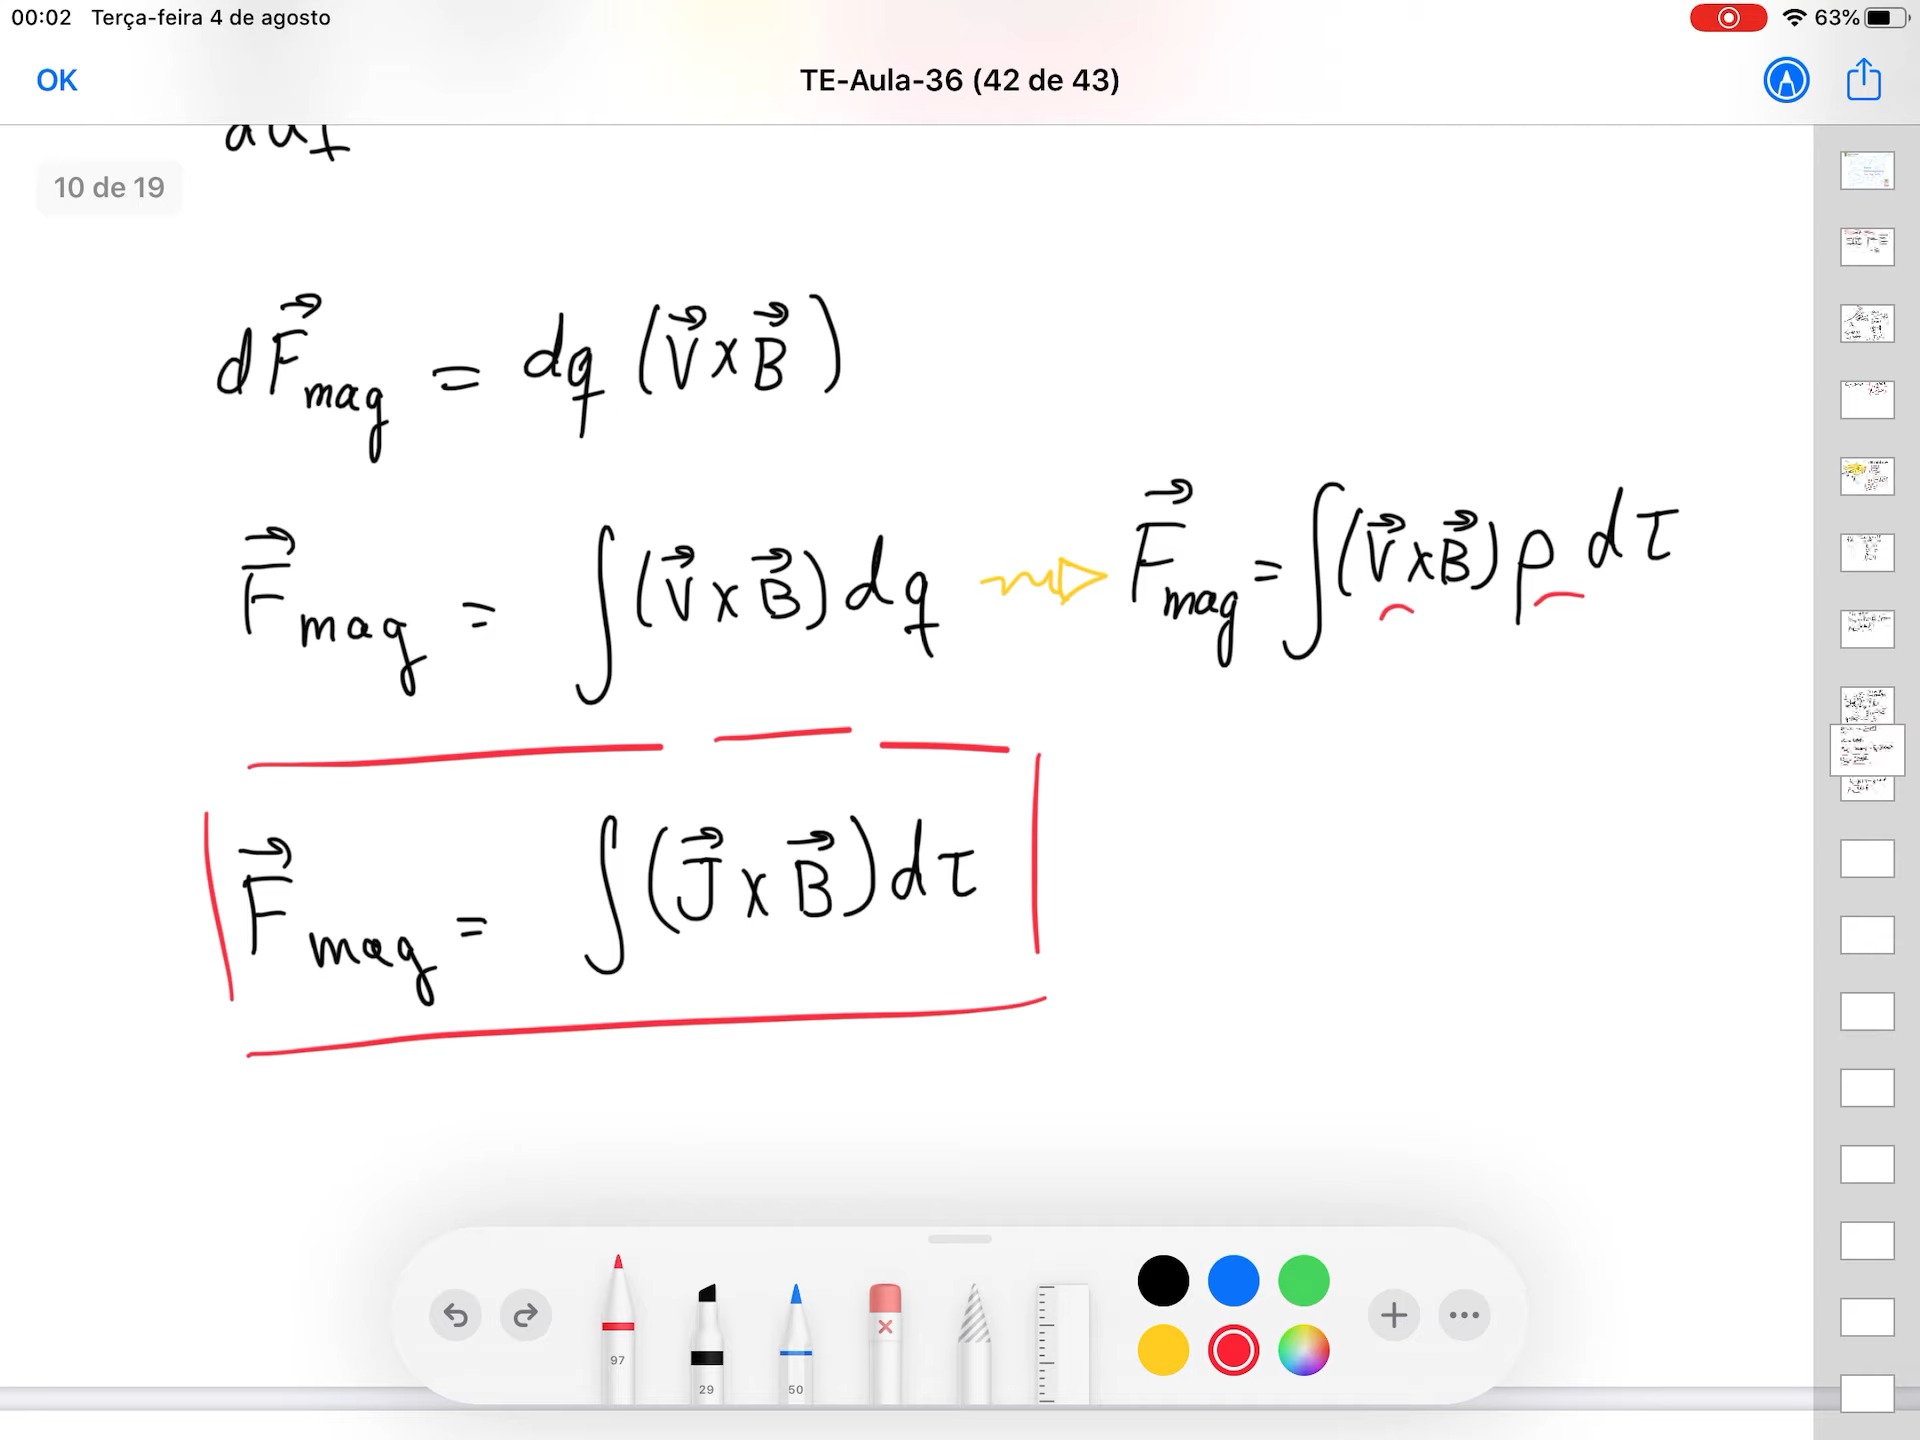 00:02 Terça-feira 4 de agosto 63%
OK TE-Aula-36 (42 de 43)
10 de 19
dF⃗mag = dq (V⃗ x B⃗)
F⃗mag = ∫(V⃗ x B⃗) dq → F⃗mag = ∫(V⃗ x B⃗) ρ dτ
F⃗mag = ∫(J⃗ x B⃗) dτ
97 29 50